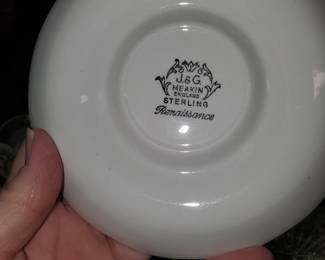 J. & G.
MEAKIN
ENGLAND
STERLING
Renaissance